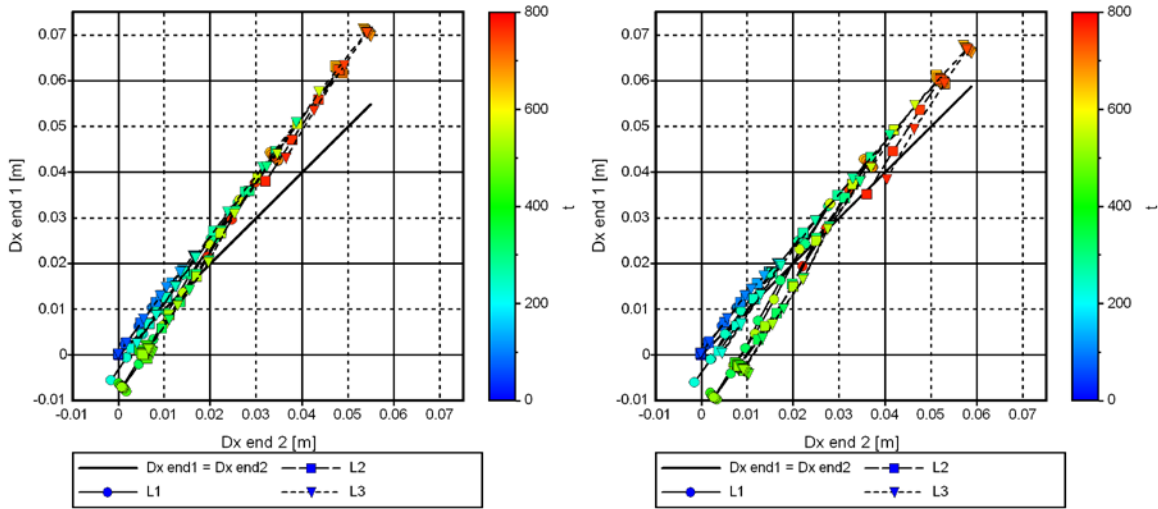 0.07
0.06
0.05
0.04
0.03
0.02
0.01
0
-0.01
Dx end 1 [m]
-0.01 0 0.01 0.02 0.03 0.04 0.05 0.06 0.07
Dx end 2 [m]
800
600
400
200
0
t
Dx end1 = Dx end2
L2
L1
L3
0.07
0.06
0.05
0.04
0.03
0.02
0.01
0
-0.01
Dx end 1 [m]
-0.01 0 0.01 0.02 0.03 0.04 0.05 0.06 0.07
Dx end 2 [m]
800
600
400
200
0
t
Dx end1 = Dx end2
L2
L1
L3